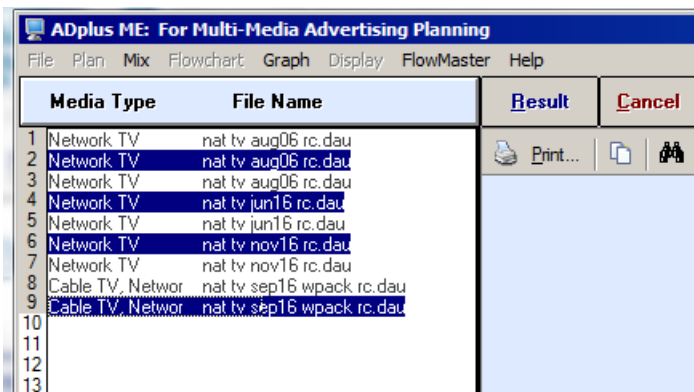 ADplus ME: For Multi-Media Advertising Planning
File Plan Mix Flowchart Graph Display FlowMaster Help
Media Type File Name Result Cancel
Print...
1 Network TV nat tv aug06 rc.dau
2 Network TV nat tv aug06 rc.dau
3 Network TV nat tv aug06 rc.dau
4 Network TV nat tv jun16 rc.dau
5 Network TV nat tv jun16 rc.dau
6 Network TV nat tv nov16 rc.dau
7 Network TV nat tv nov16 rc.dau
8 Cable TV, Networ nat tv sep16 wpack rc.dau
9 Cable TV, Networ nat tv sep16 wpack rc.dau
10
11
12
13